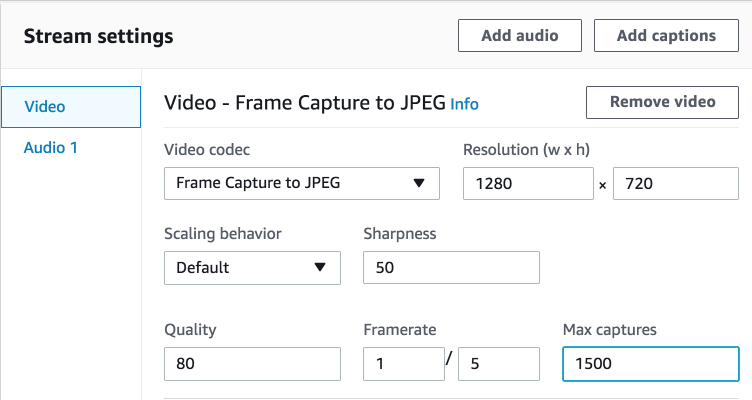 Stream settings
Add audio
Add captions
Video
Audio 1
Video - Frame Capture to JPEG Info
Remove video
Video codec
Resolution (w x h)
Frame Capture to JPEG
1280 × 720
Scaling behavior
Sharpness
Default
50
Quality
Framerate
Max captures
80
1 / 5
1500